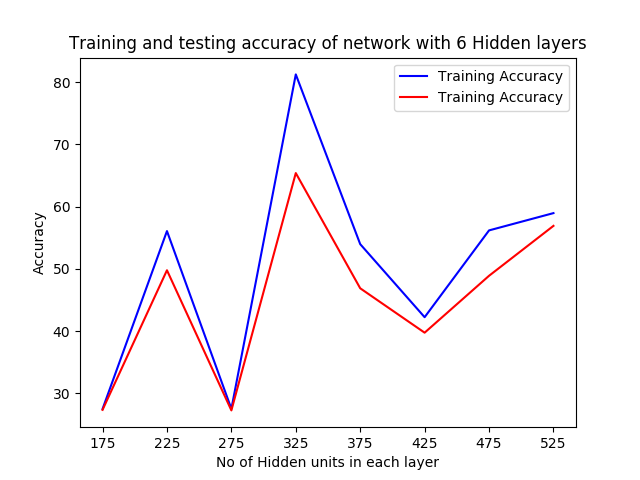 Training and testing accuracy of network with 6 Hidden layers
Training Accuracy
Training Accuracy
80
70
60
50
40
30
Accuracy
175 225 275 325 375 425 475 525
No of Hidden units in each layer